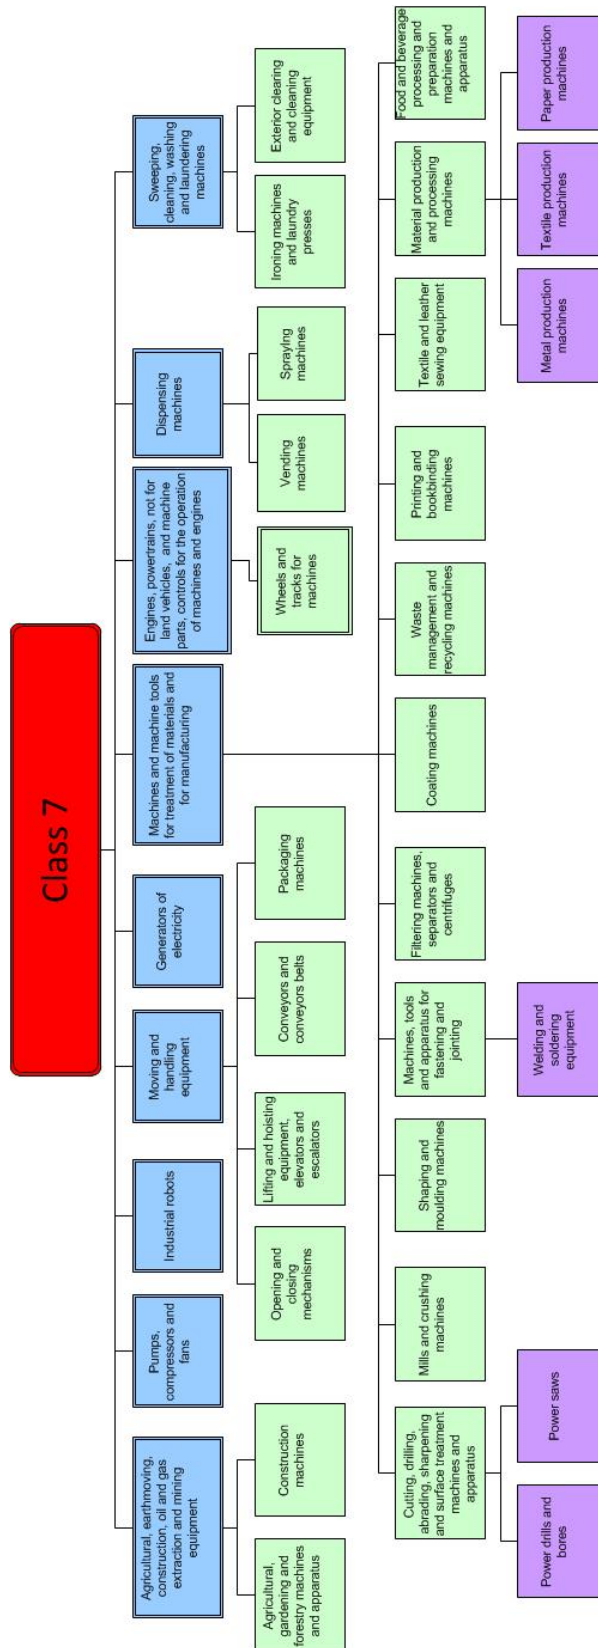 Class 7
Agricultural, earthmoving,
construction, oil and gas
extraction and mining
equipment
Pumps,
compressors and
fans
Industrial robots
Moving and
handling
equipment
Generators of
electricity
Machines and machine tools
for treatment of materials and
for manufacturing
Engines, powertrains, not for
land vehicles, and machine
parts, controls for the operation
of machines and engines
Dispensing
machines
Sweeping,
cleaning, washing
and laundering
machines
Agricultural,
gardening and
forestry machines
and apparatus
Construction
machines
Opening and
closing
mechanisms
Lifting and hoisting
equipment,
elevators and
escalators
Conveyors and
conveyors belts
Packaging
machines
Wheels and
tracks for
machines
Vending
machines
SprayIng
machines
Ironing machines
and laundry
presses
Exterior clearing
and cleaning
equipment
Cutting, drilling,
abrading, sharpening
and surface treatment
machines and
apparatus
Mills and crushing
machines
Shaping and
moulding machines
Machines, tools
and apparatus for
fastening and
jointing
Filtering machines,
separators and
centrifuges
Coating machines
Waste
management and
recycling machines
Printing and
bookbinding
machines
Textile and leather
sewing equipment
Material production
and processing
machines
Food and beverage
processing and
preparation
machines and
apparatus
Power drills and
bores
Power saws
Welding and
soldering
equipment
Metal production
machines
Textile production
machines
Paper production
machines